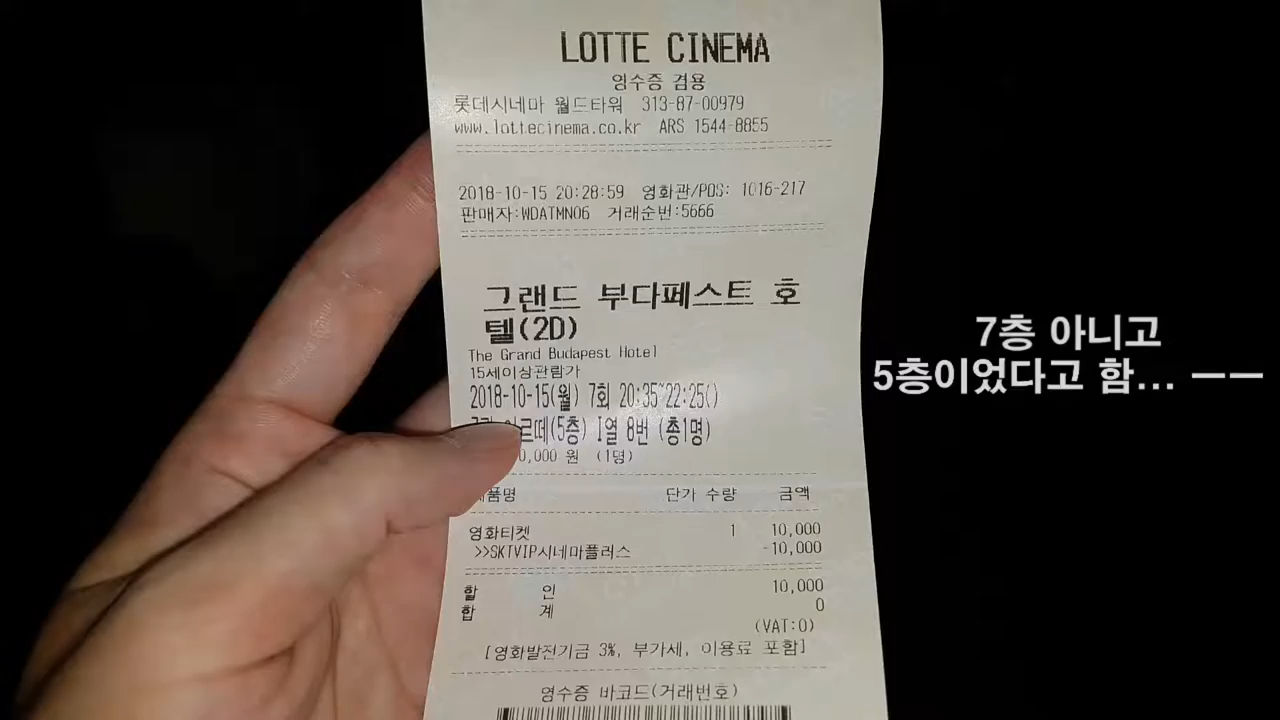 LOTTE CINEMA
영수증 겸용
롯데시네마 월드타워 313-87-00979
www.lottecinema.co.kr ARS 1544-8855
2018-10-15 20:28:59 영화관/POS: 1016-217
판매자:WDATMN06 거래순번:5666
그랜드 부다페스트 호
텔(2D)
The Grand Budapest Hotel
15세이상관람가
2018-10-15(월) 7회 20:35~22:25()
르떼(5층) I열 8번 (총1명)
0,000 원 (1명)
7층 아니고
5층이었다고 함... ㅡㅡ
제품명 단가 수량 금액
영화티켓 1 10,000
>>SKTVIP시네마플러스 -10,000
할 인 10,000
합 계 0
(VAT:0)
[영화발전기금 3%, 부가세, 이용료 포함]
영수증 바코드(거래번호)